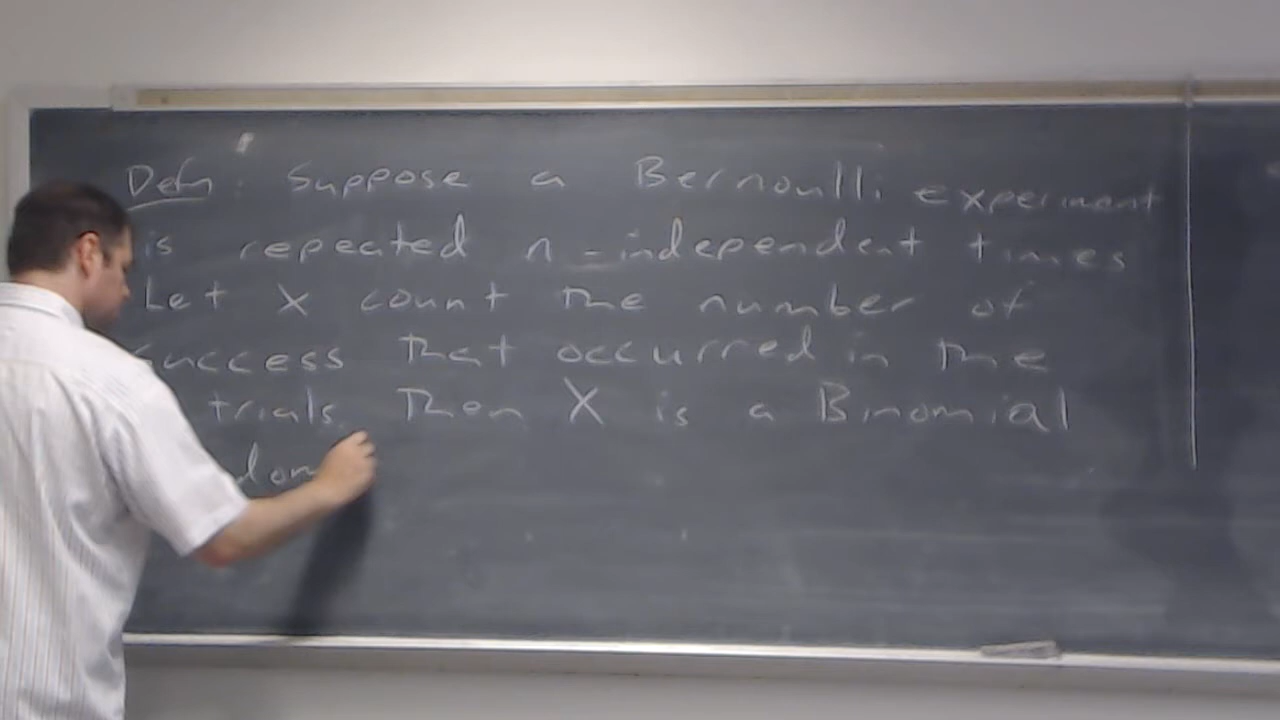 Defn: Suppose a Bernoulli experiment
is repeated n - independent times
Let X count the number of
success that occurred in the
trials. Then X is a Binomial